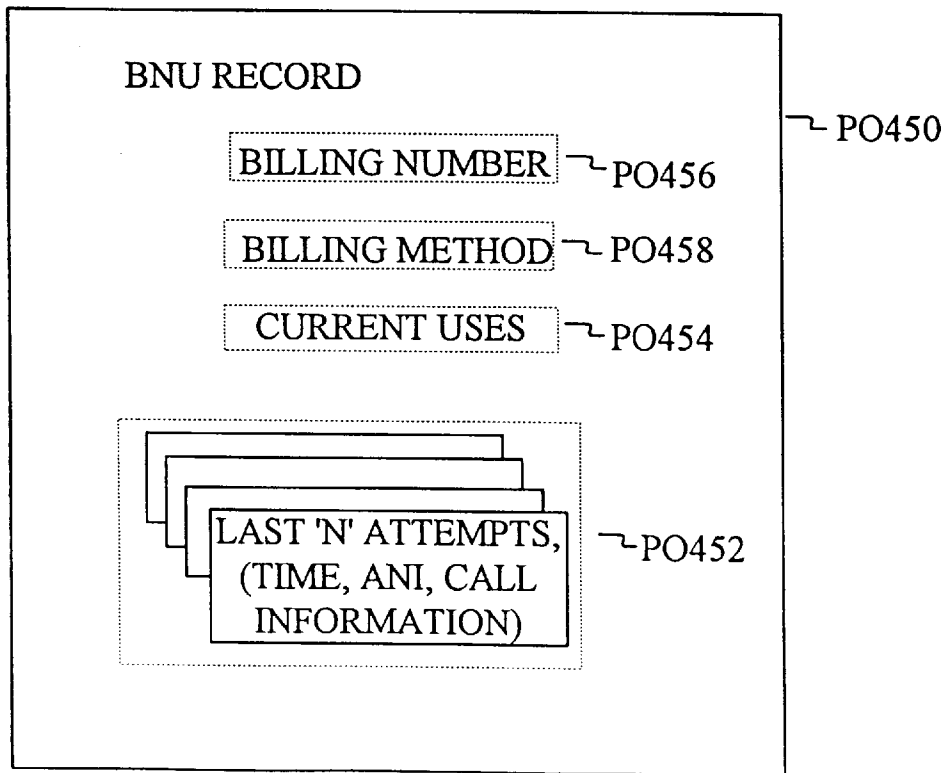 BNU RECORD
PO450
BILLING NUMBER
PO456
BILLING METHOD
PO458
CURRENT USES
PO454
LAST 'N' ATTEMPTS,
(TIME, ANI, CALL
INFORMATION)
PO452